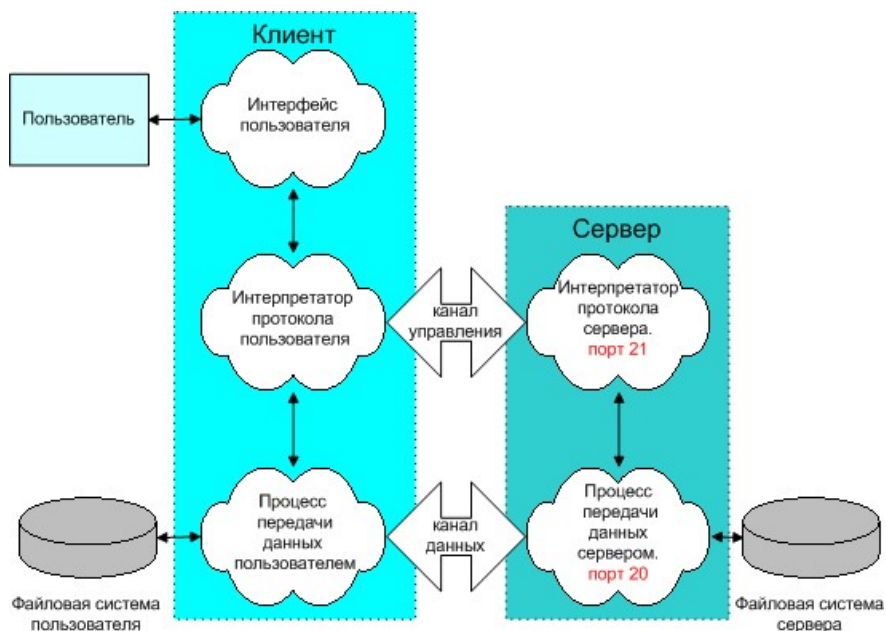 Клиент
Пользователь
Интерфейс
пользователя
Сервер
Интерпретатор
протокола
пользователя
канал
управления
Интерпретатор
протокола
сервера.
порт 21
Процесс
передачи
данных
пользователем
канал
данных
Процесс
передачи
данных
сервером.
порт 20
Файловая система
пользователя
Файловая система
сервера